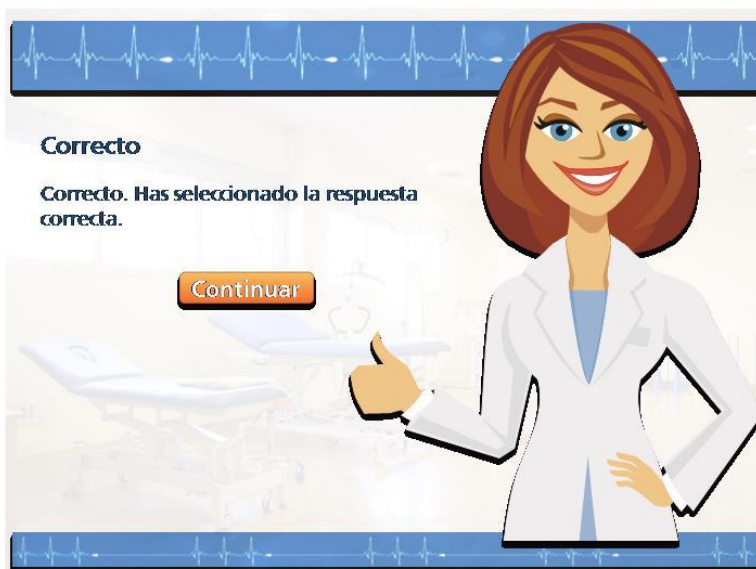 Correcto
Correcto. Has seleccionado la respuesta
correcta.
Continuar